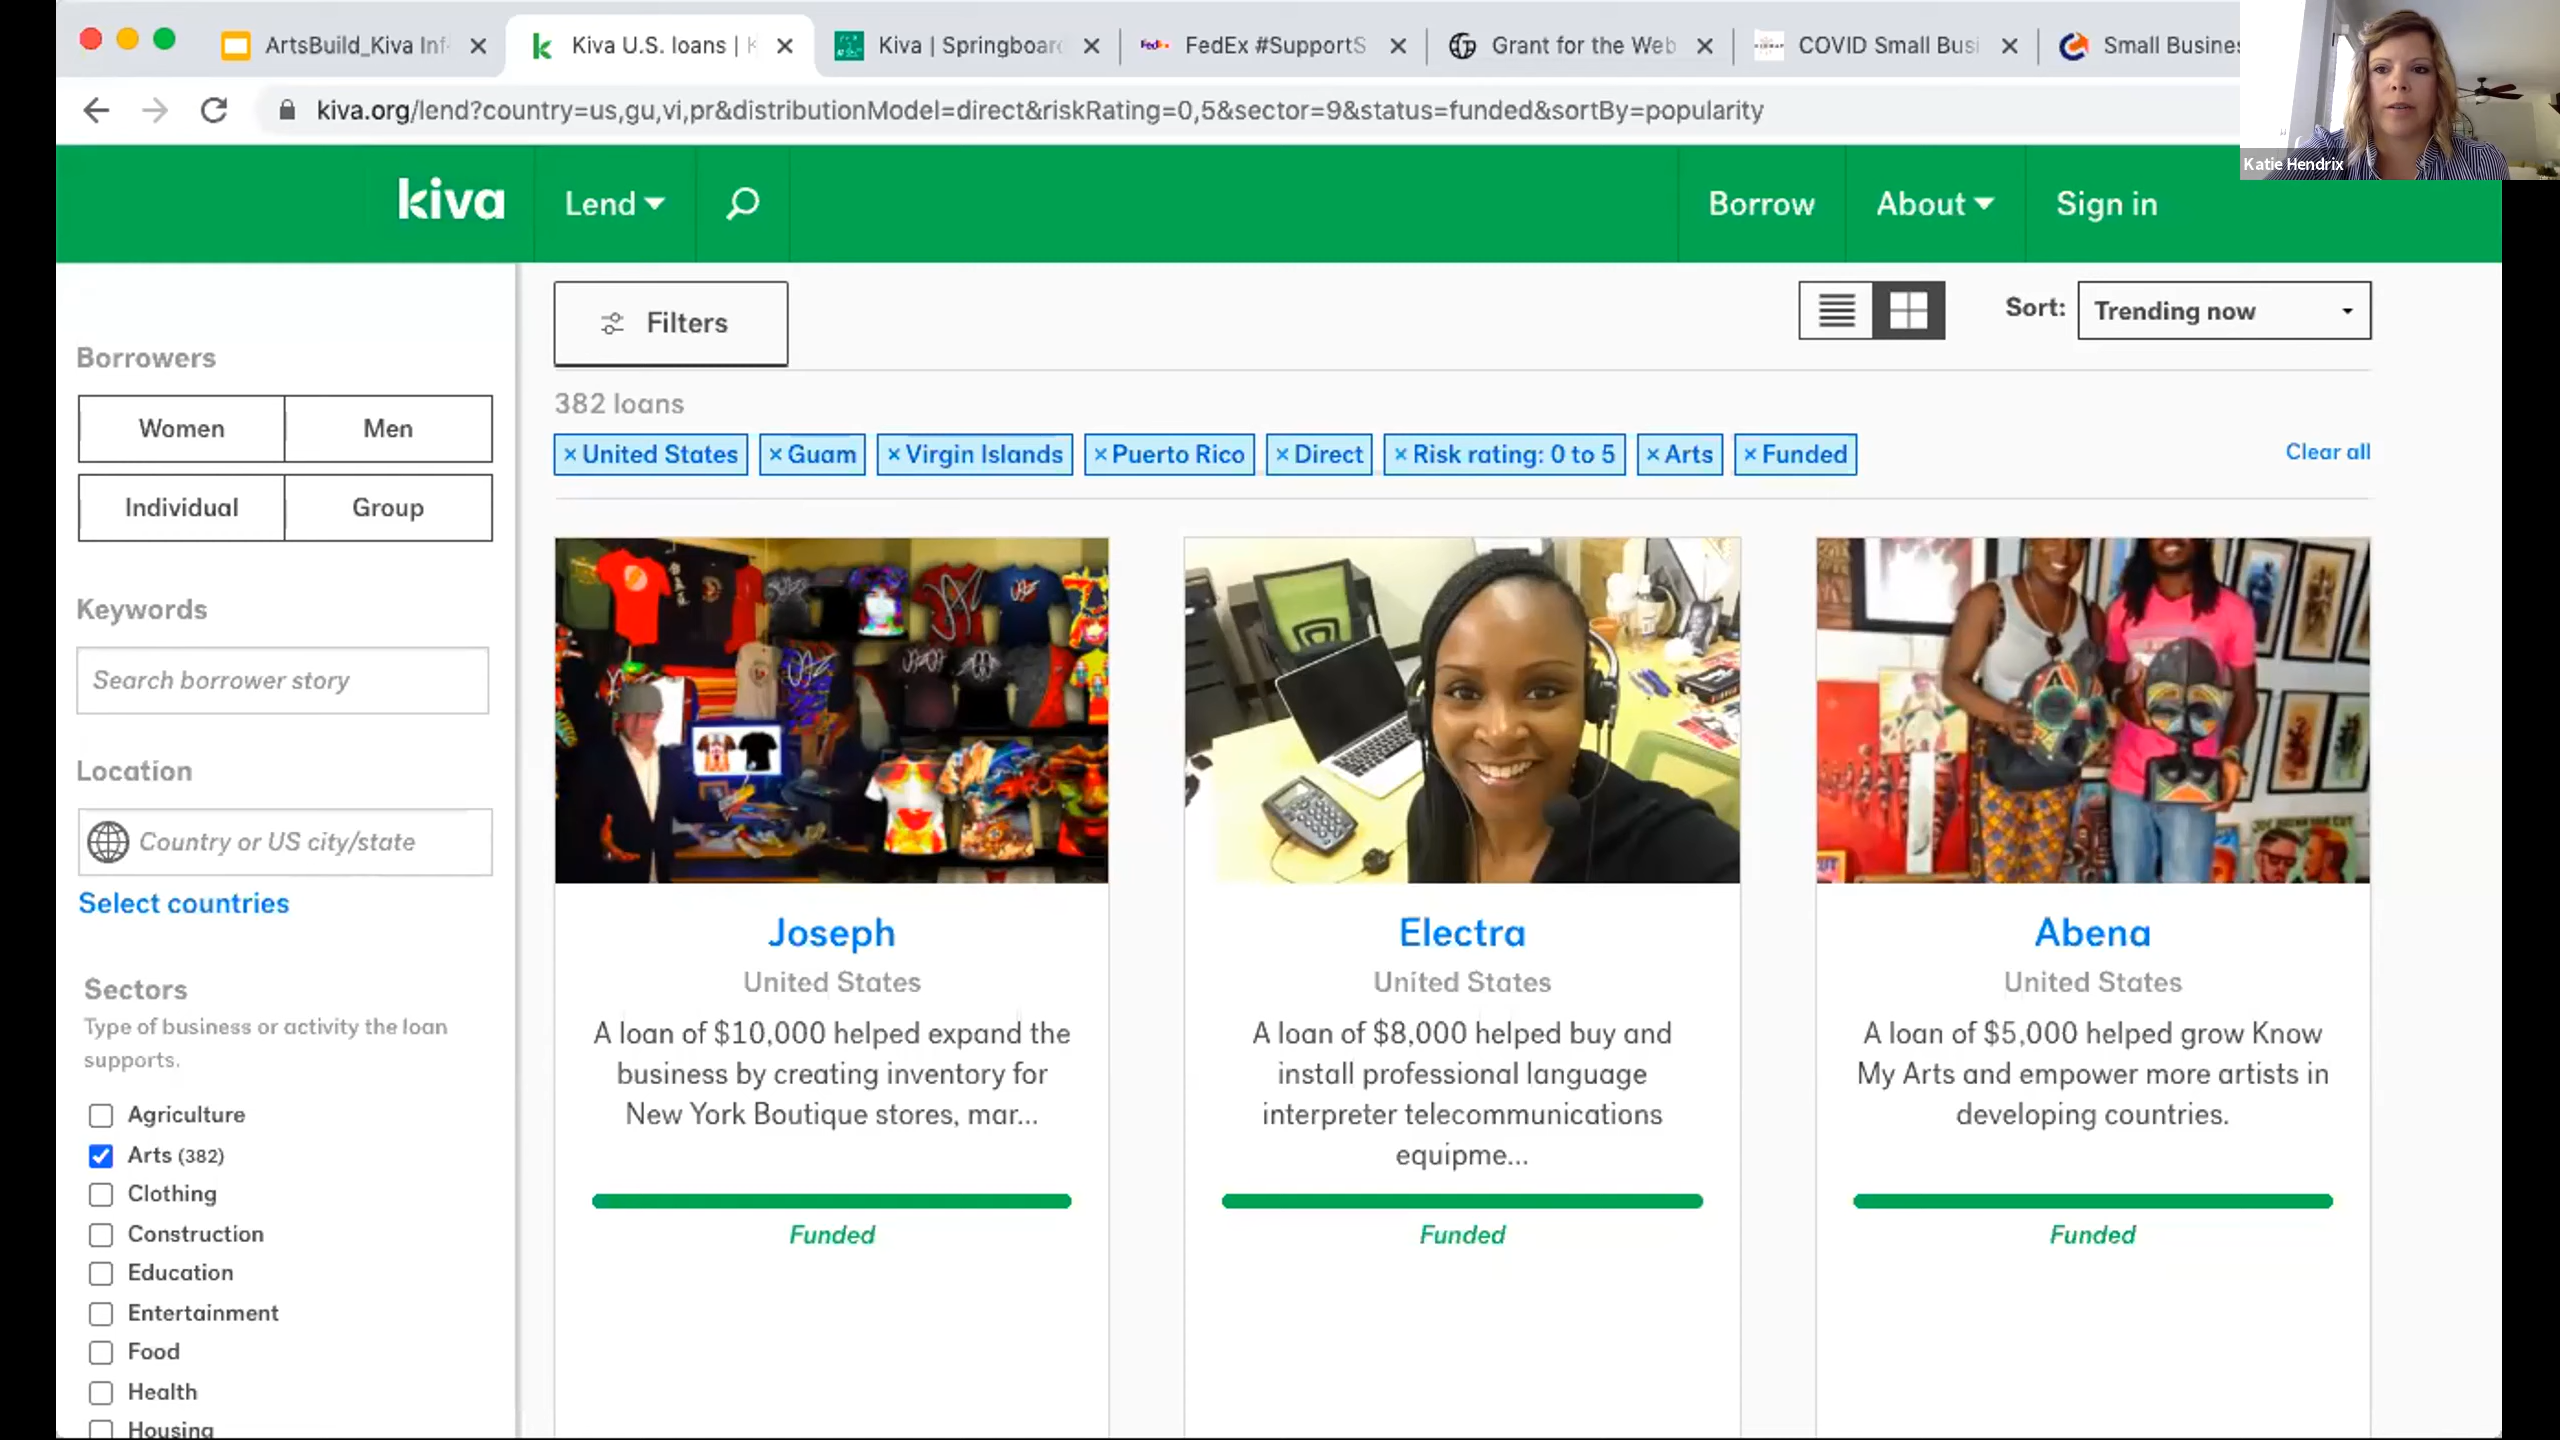 ArtsBuild_Kiva Inf
Kiva U.S. loans | K
Kiva | Springboard
FedEx #SupportS
Grant for the Web
COVID Small Busi
Small Busines
kiva.org/lend?country=us,gu,vi,pr&distributionModel=direct&riskRating=0,5&sector=9&status=funded&sortBy=popularity
Katie Hendrix
kiva
Lend
Borrow
About
Sign in
Filters
Sort: Trending now
382 loans
× United States × Guam × Virgin Islands × Puerto Rico × Direct × Risk rating: 0 to 5 × Arts × Funded
Clear all
Borrowers
Women Men
Individual Group
Keywords
Search borrower story
Location
Country or US city/state
Select countries
Sectors
Type of business or activity the loan
supports.
Agriculture
Arts (382)
Clothing
Construction
Education
Entertainment
Food
Health
Housing
Joseph
United States
A loan of $10,000 helped expand the
business by creating inventory for
New York Boutique stores, mar...
Funded
Electra
United States
A loan of $8,000 helped buy and
install professional language
interpreter telecommunications
equipme...
Funded
Abena
United States
A loan of $5,000 helped grow Know
My Arts and empower more artists in
developing countries.
Funded